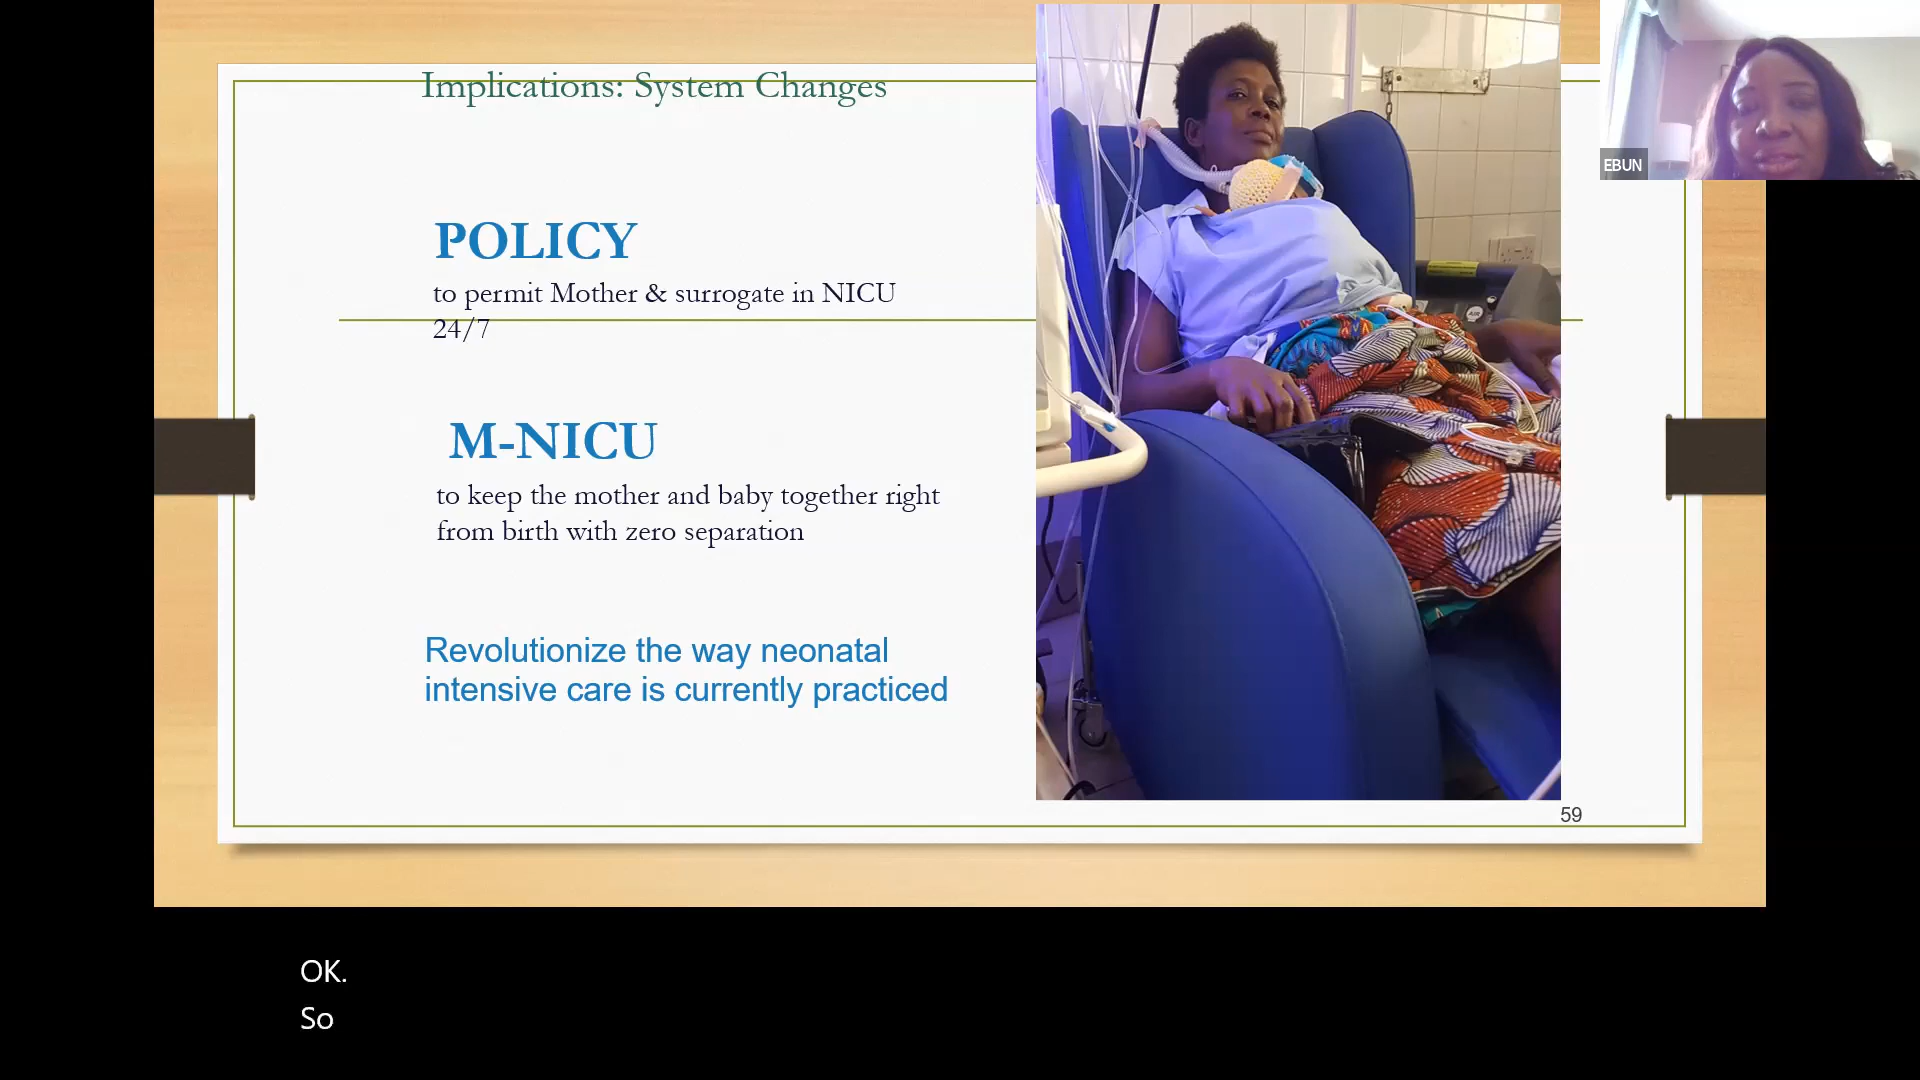 Implications: System Changes
POLICY
to permit Mother & surrogate in NICU
24/7
M-NICU
to keep the mother and baby together right
from birth with zero separation
Revolutionize the way neonatal
intensive care is currently practiced
59
EBUN
AIR
OK.
So